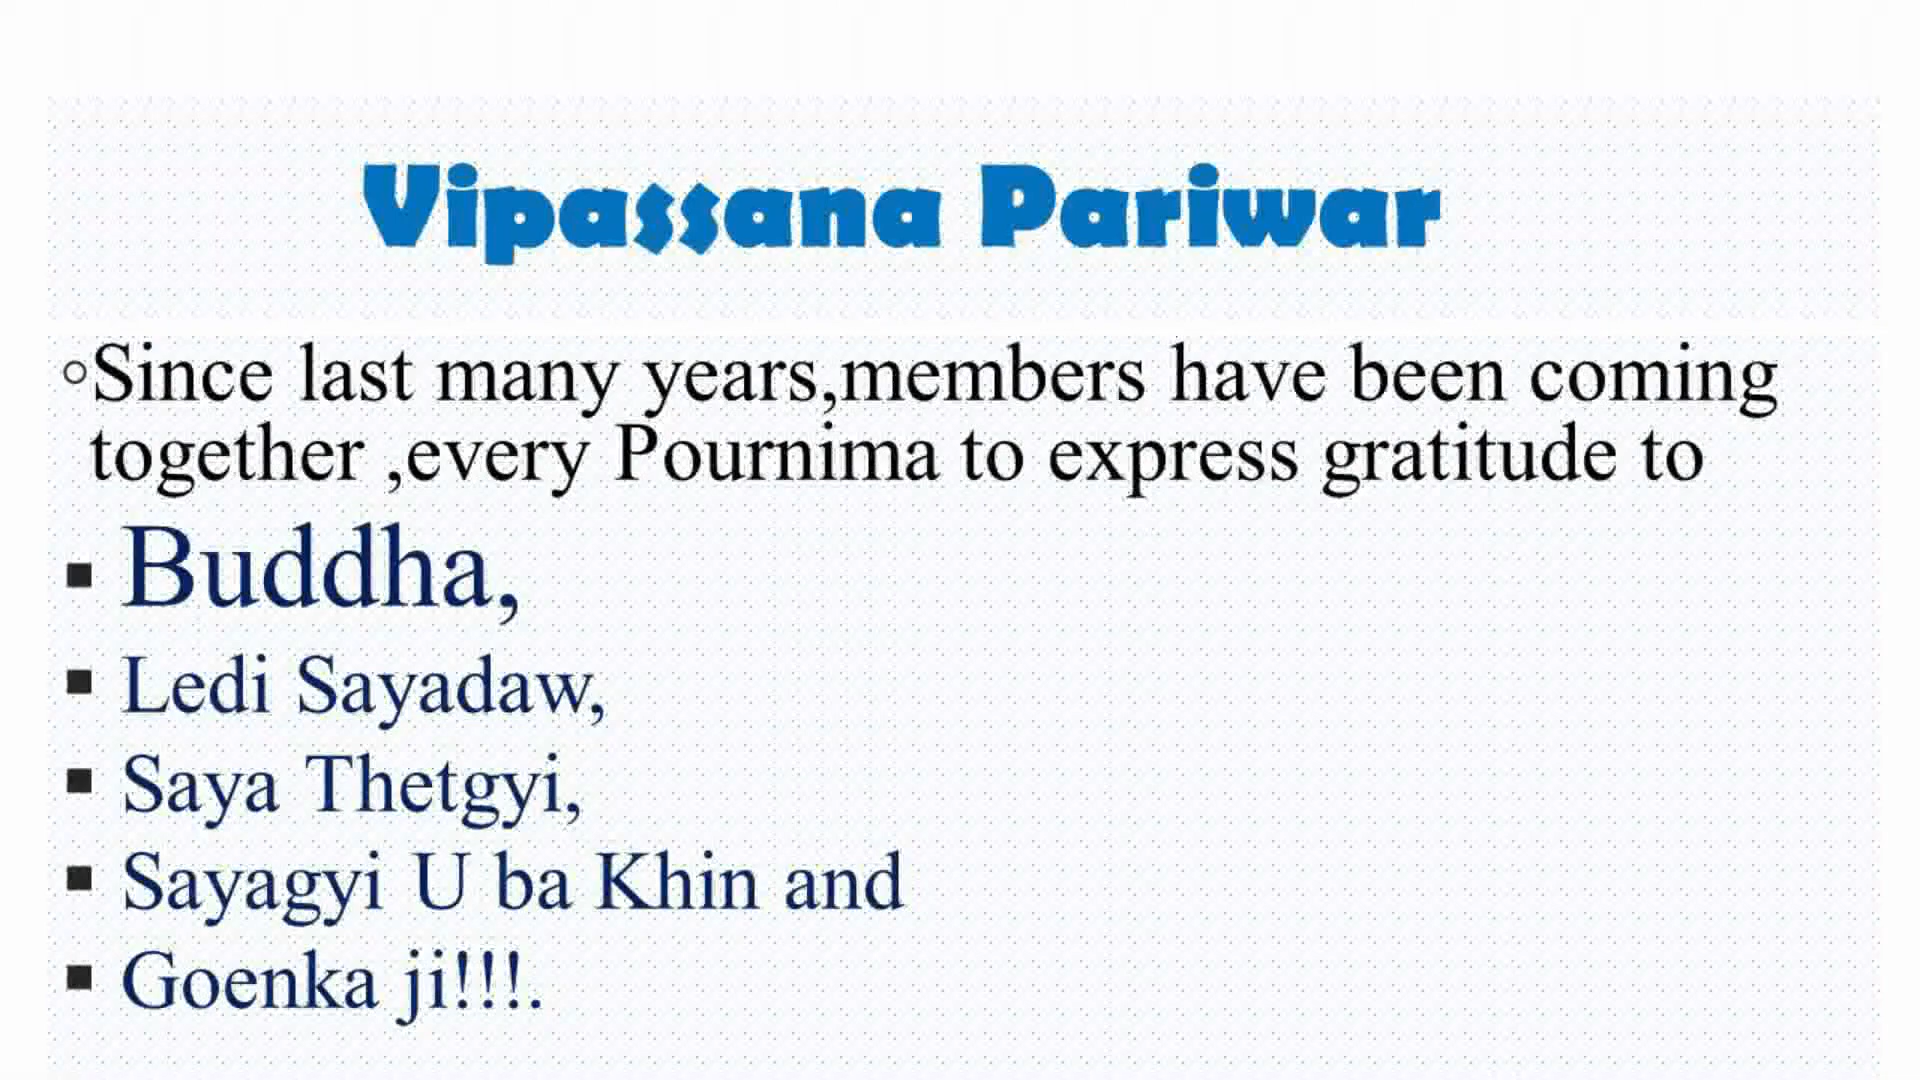 Vipassana Pariwar
◦Since last many years,members have been coming
together ,every Pournima to express gratitude to
▪ Buddha,
▪ Ledi Sayadaw,
▪ Saya Thetgyi,
▪ Sayagyi U ba Khin and
▪ Goenka ji!!!.